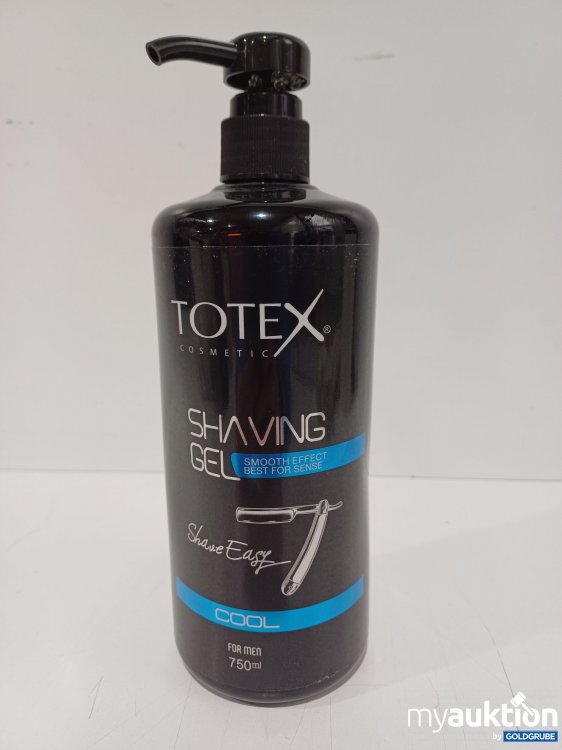 TOTEX®
COSMETIC
SHAVING
GEL
SMOOTH EFFECT
BEST FOR SENSE
Shave Easy
COOL
FOR MEN
750ml
myauktion
by GOLDGRUBE